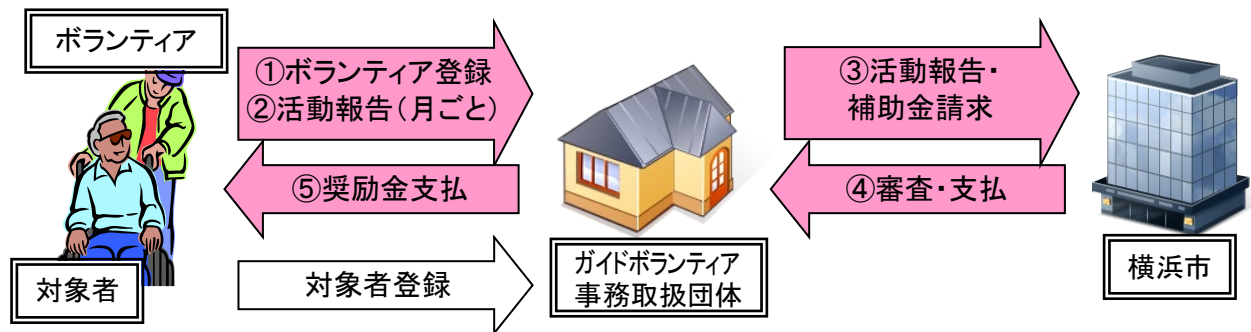 ボランティア
①ボランティア登録
②活動報告（月ごと）
③活動報告・
補助金請求
⑤奨励金支払
④審査・支払
対象者
対象者登録
ガイドボランティア
事務取扱団体
横浜市